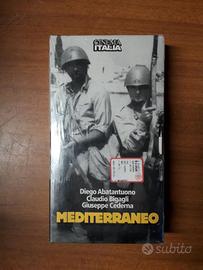 CINEMA
ITALIA
Diego Abatantuono
Claudio Bigagli
Giuseppe Cederna
MEDITERRANEO
subito